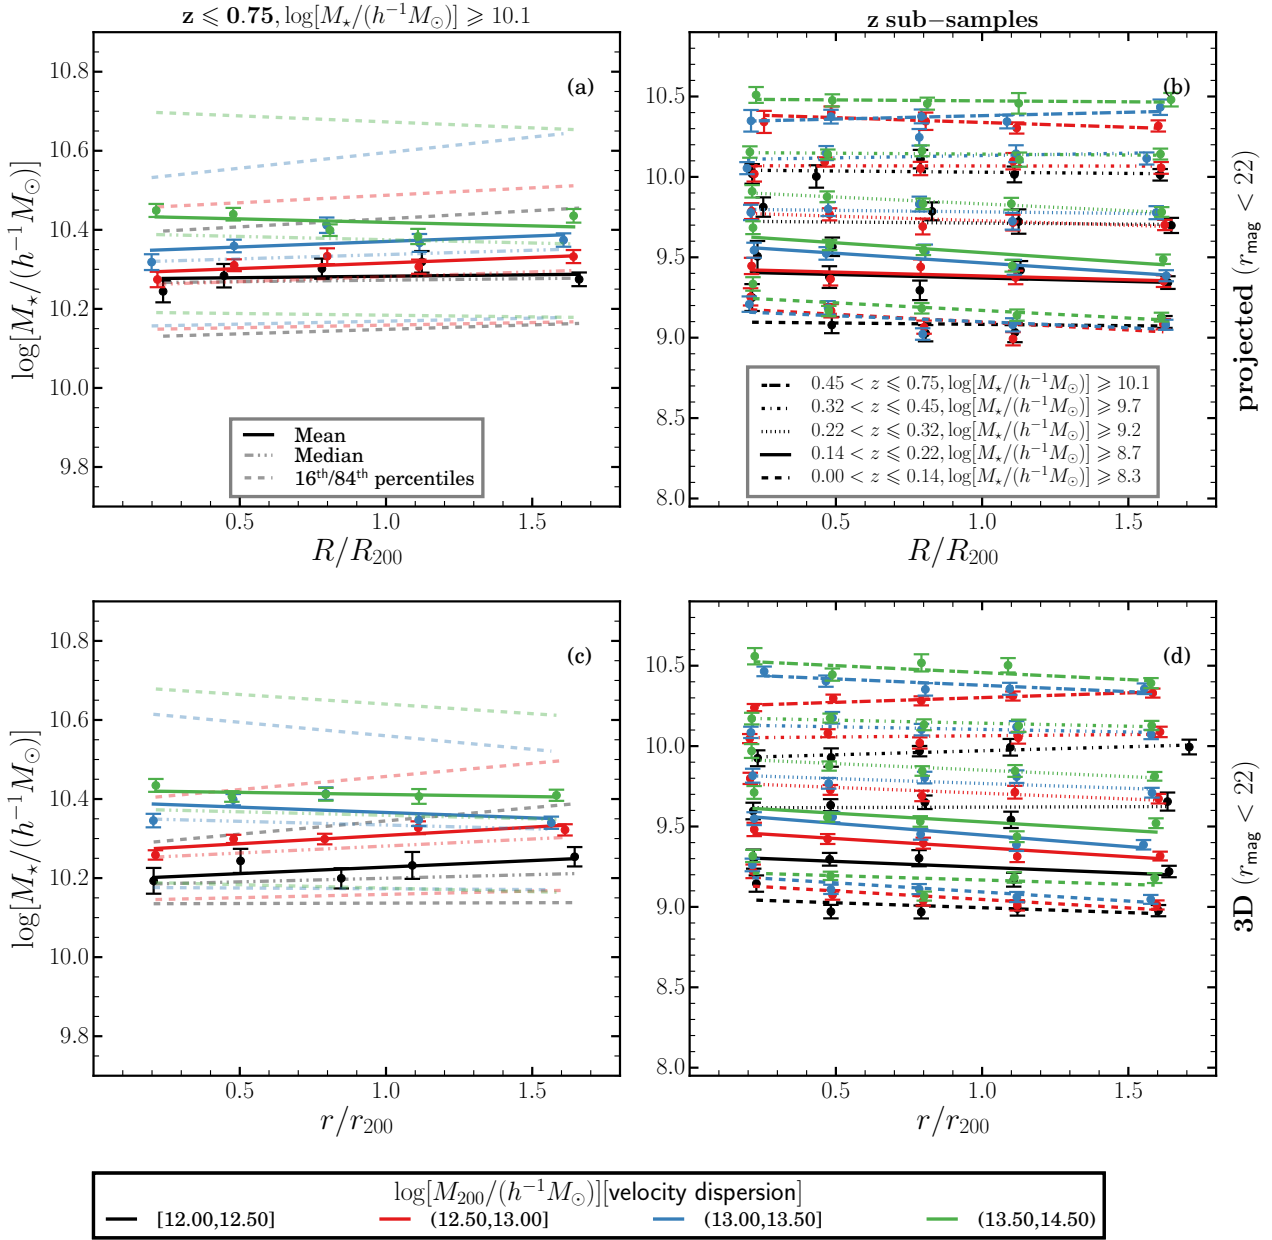 z ⩽ 0.75, log[M⋆/(h⁻¹M⊙)] ⩾ 10.1
z sub−samples
(a)
10.8
10.6
10.4
10.2
10.0
9.8
log[M⋆/(h⁻¹M⊙)]
Mean
Median
16th/84th percentiles
0.5 1.0 1.5
R/R₂₀₀
(b)
10.5
10.0
9.5
9.0
8.5
8.0
0.45 < z ⩽ 0.75, log[M⋆/(h⁻¹M⊙)] ⩾ 10.1
0.32 < z ⩽ 0.45, log[M⋆/(h⁻¹M⊙)] ⩾ 9.7
0.22 < z ⩽ 0.32, log[M⋆/(h⁻¹M⊙)] ⩾ 9.2
0.14 < z ⩽ 0.22, log[M⋆/(h⁻¹M⊙)] ⩾ 8.7
0.00 < z ⩽ 0.14, log[M⋆/(h⁻¹M⊙)] ⩾ 8.3
0.5 1.0 1.5
R/R₂₀₀
projected (r_mag < 22)
(c)
10.8
10.6
10.4
10.2
10.0
9.8
log[M⋆/(h⁻¹M⊙)]
0.5 1.0 1.5
r/r₂₀₀
(d)
10.5
10.0
9.5
9.0
8.5
8.0
0.5 1.0 1.5
r/r₂₀₀
3D (r_mag < 22)
log[M₂₀₀/(h⁻¹M⊙)][velocity dispersion]
[12.00,12.50] (12.50,13.00] (13.00,13.50] (13.50,14.50)